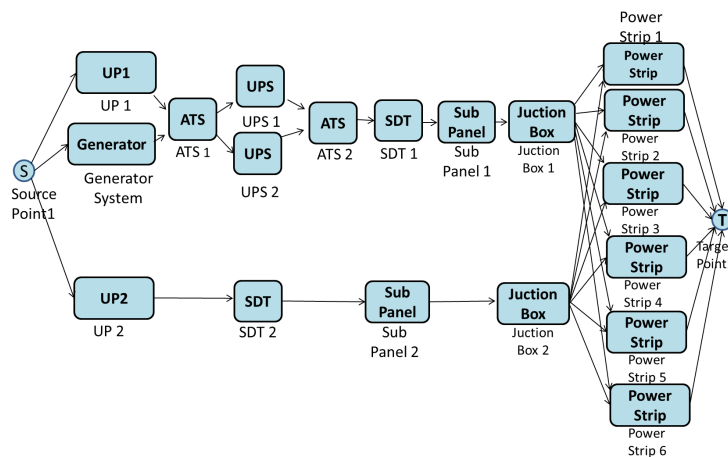 Power
Strip 1
Power
Strip
UP1
UP 1
UPS
UPS 1
ATS
ATS 1
Generator
Generator
System
UPS
UPS 2
ATS
ATS 2
SDT
SDT 1
Sub
Panel
Sub
Panel 1
Juction
Box
Juction
Box 1
Power
Strip
Power
Strip 2
S
Source
Point1
Power
Strip
Power
Strip 3
T
Targe
Point
Power
Strip
Power
Strip 4
UP2
UP 2
SDT
SDT 2
Sub
Panel
Sub
Panel 2
Juction
Box
Juction
Box 2
Power
Strip
Power
Strip 5
Power
Strip
Power
Strip 6